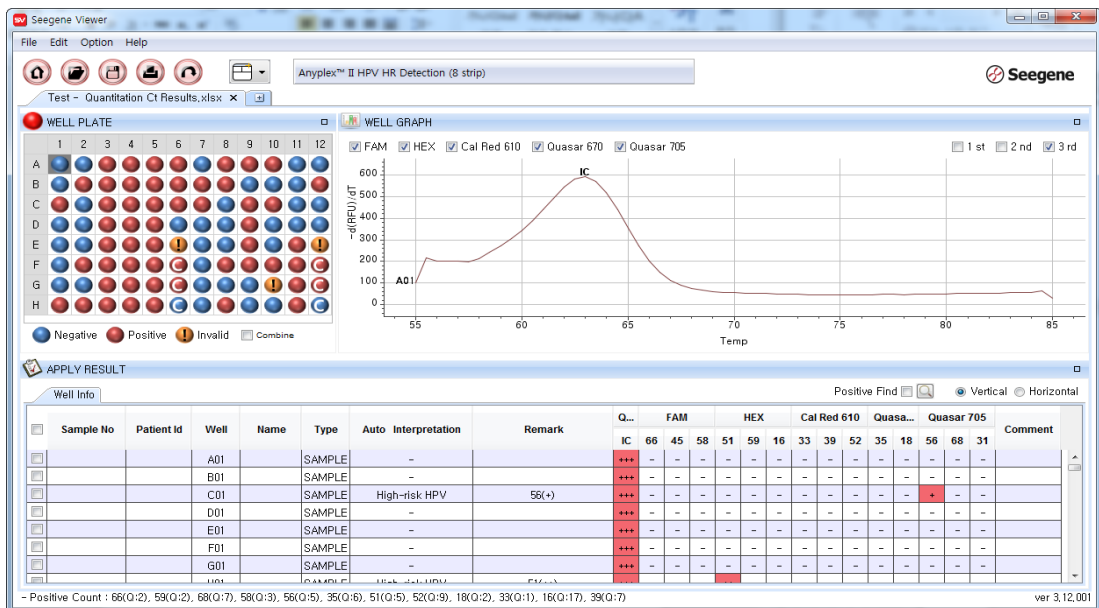 Seegene Viewer
File Edit Option Help
Anyplex™ II HPV HR Detection (8 strip)
Seegene
Test - Quantitation Ct Results,xlsx
WELL PLATE
WELL GRAPH
1 2 3 4 5 6 7 8 9 10 11 12
A
B
C
D
E
F
G
H
Negative Positive Invalid Combine
FAM HEX Cal Red 610 Quasar 670 Quasar 705
1 st 2 nd 3 rd
-d(RFU)/dT
600
500
400
300
200
100
0
IC
A01
55 60 65 70 75 80 85
Temp
APPLY RESULT
Well Info
Positive Find Vertical Horizontal
Sample No Patient Id Well Name Type Auto Interpretation Remark Q... FAM HEX Cal Red 610 Quasa... Quasar 705 Comment
IC 66 45 58 51 59 16 33 39 52 35 18 56 68 31
A01 SAMPLE - +++ - - - - - - - - - - - - - -
B01 SAMPLE - +++ - - - - - - - - - - - - - -
C01 SAMPLE High-risk HPV 56(+) +++ - - - - - - - - - - - + - -
D01 SAMPLE - +++ - - - - - - - - - - - - - -
E01 SAMPLE - +++ - - - - - - - - - - - - - -
F01 SAMPLE - +++ - - - - - - - - - - - - - -
G01 SAMPLE - +++ - - - - - - - - - - - - - -
- Positive Count : 66(Q:2), 59(Q:2), 68(Q:7), 58(Q:3), 56(Q:5), 35(Q:6), 51(Q:5), 52(Q:9), 18(Q:2), 33(Q:1), 16(Q:17), 39(Q:7)
ver 3,12,001